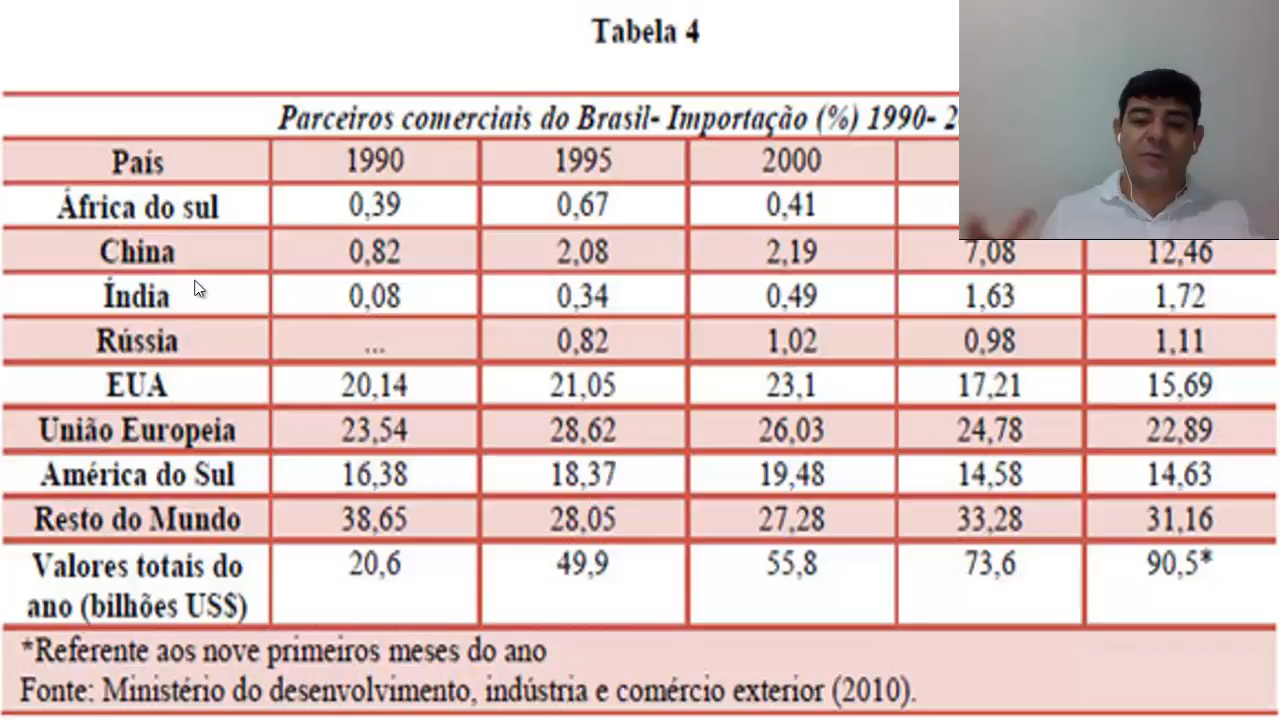 Tabela 4
Parceiros comerciais do Brasil- Importação (%) 1990- 2
País 1990 1995 2000
África do sul 0,39 0,67 0,41
China 0,82 2,08 2,19 7,08 12,46
Índia 0,08 0,34 0,49 1,63 1,72
Rússia ... 0,82 1,02 0,98 1,11
EUA 20,14 21,05 23,1 17,21 15,69
União Europeia 23,54 28,62 26,03 24,78 22,89
América do Sul 16,38 18,37 19,48 14,58 14,63
Resto do Mundo 38,65 28,05 27,28 33,28 31,16
Valores totais do 20,6 49,9 55,8 73,6 90,5*
ano (bilhões US$)
*Referente aos nove primeiros meses do ano
Fonte: Ministério do desenvolvimento, indústria e comércio exterior (2010).